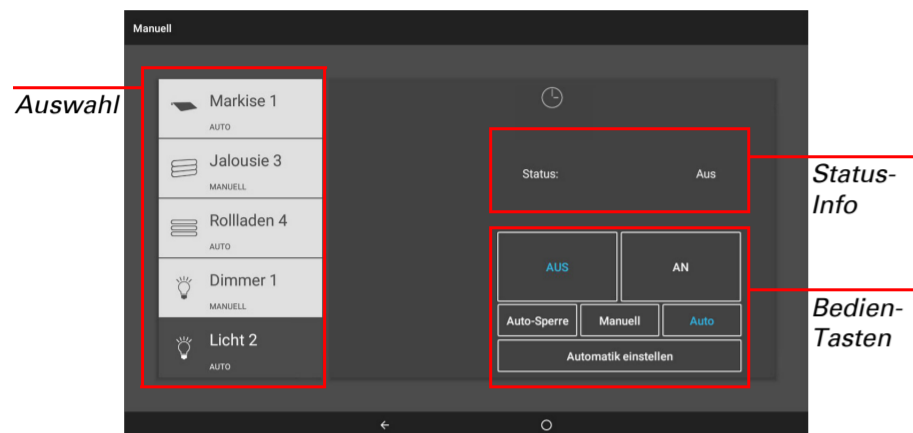 Manuell
Auswahl
Markise 1
AUTO
Jalousie 3
MANUELL
Rollladen 4
AUTO
Dimmer 1
MANUELL
Licht 2
AUTO
Status: Aus
Status-
Info
AUS AN
Auto-Sperre Manuell Auto
Automatik einstellen
Bedien-
Tasten